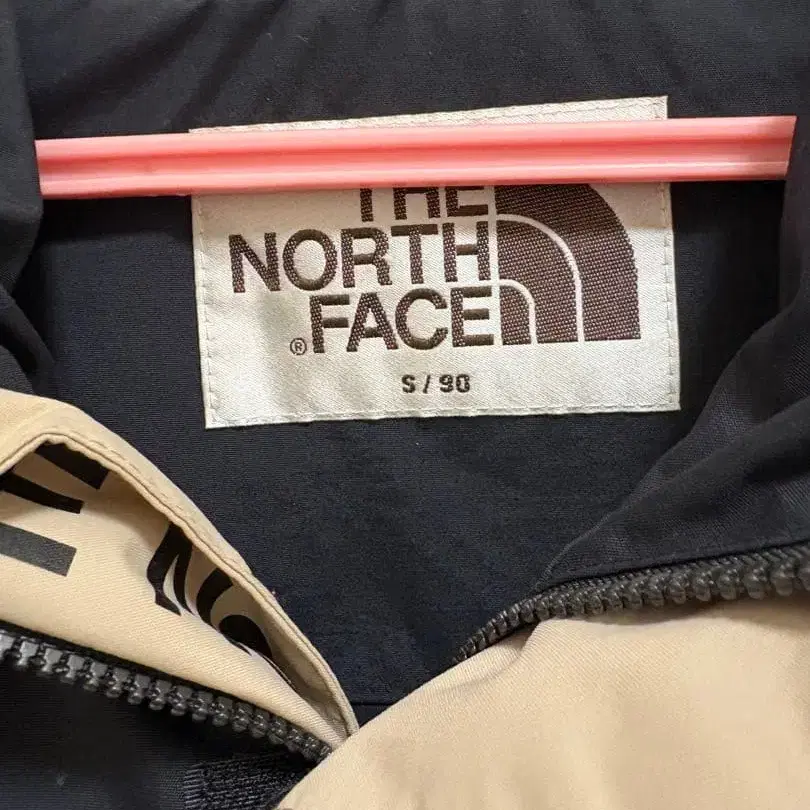 THE
NORTH
FACE
®
S / 90